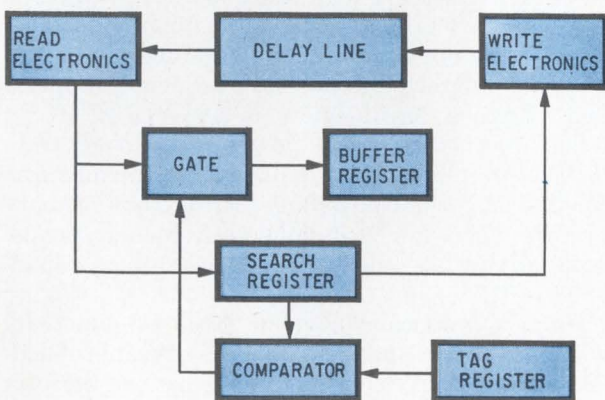 READ
ELECTRONICS
DELAY LINE
WRITE
ELECTRONICS
GATE
BUFFER
REGISTER
SEARCH
REGISTER
COMPARATOR
TAG
REGISTER